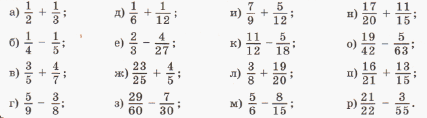 а) 1/2 + 1/3; д) 1/6 + 1/12; и) 7/9 + 5/12; н) 17/20 + 11/15;
б) 1/4 − 1/5; е) 2/3 − 4/27; к) 11/12 − 5/18; о) 19/42 − 5/63;
в) 3/5 + 4/7; ж) 23/25 + 4/5; л) 3/8 + 19/20; п) 16/21 + 13/15;
г) 5/9 − 3/8; з) 29/60 − 7/30; м) 5/6 − 8/15; р) 21/22 − 3/55.